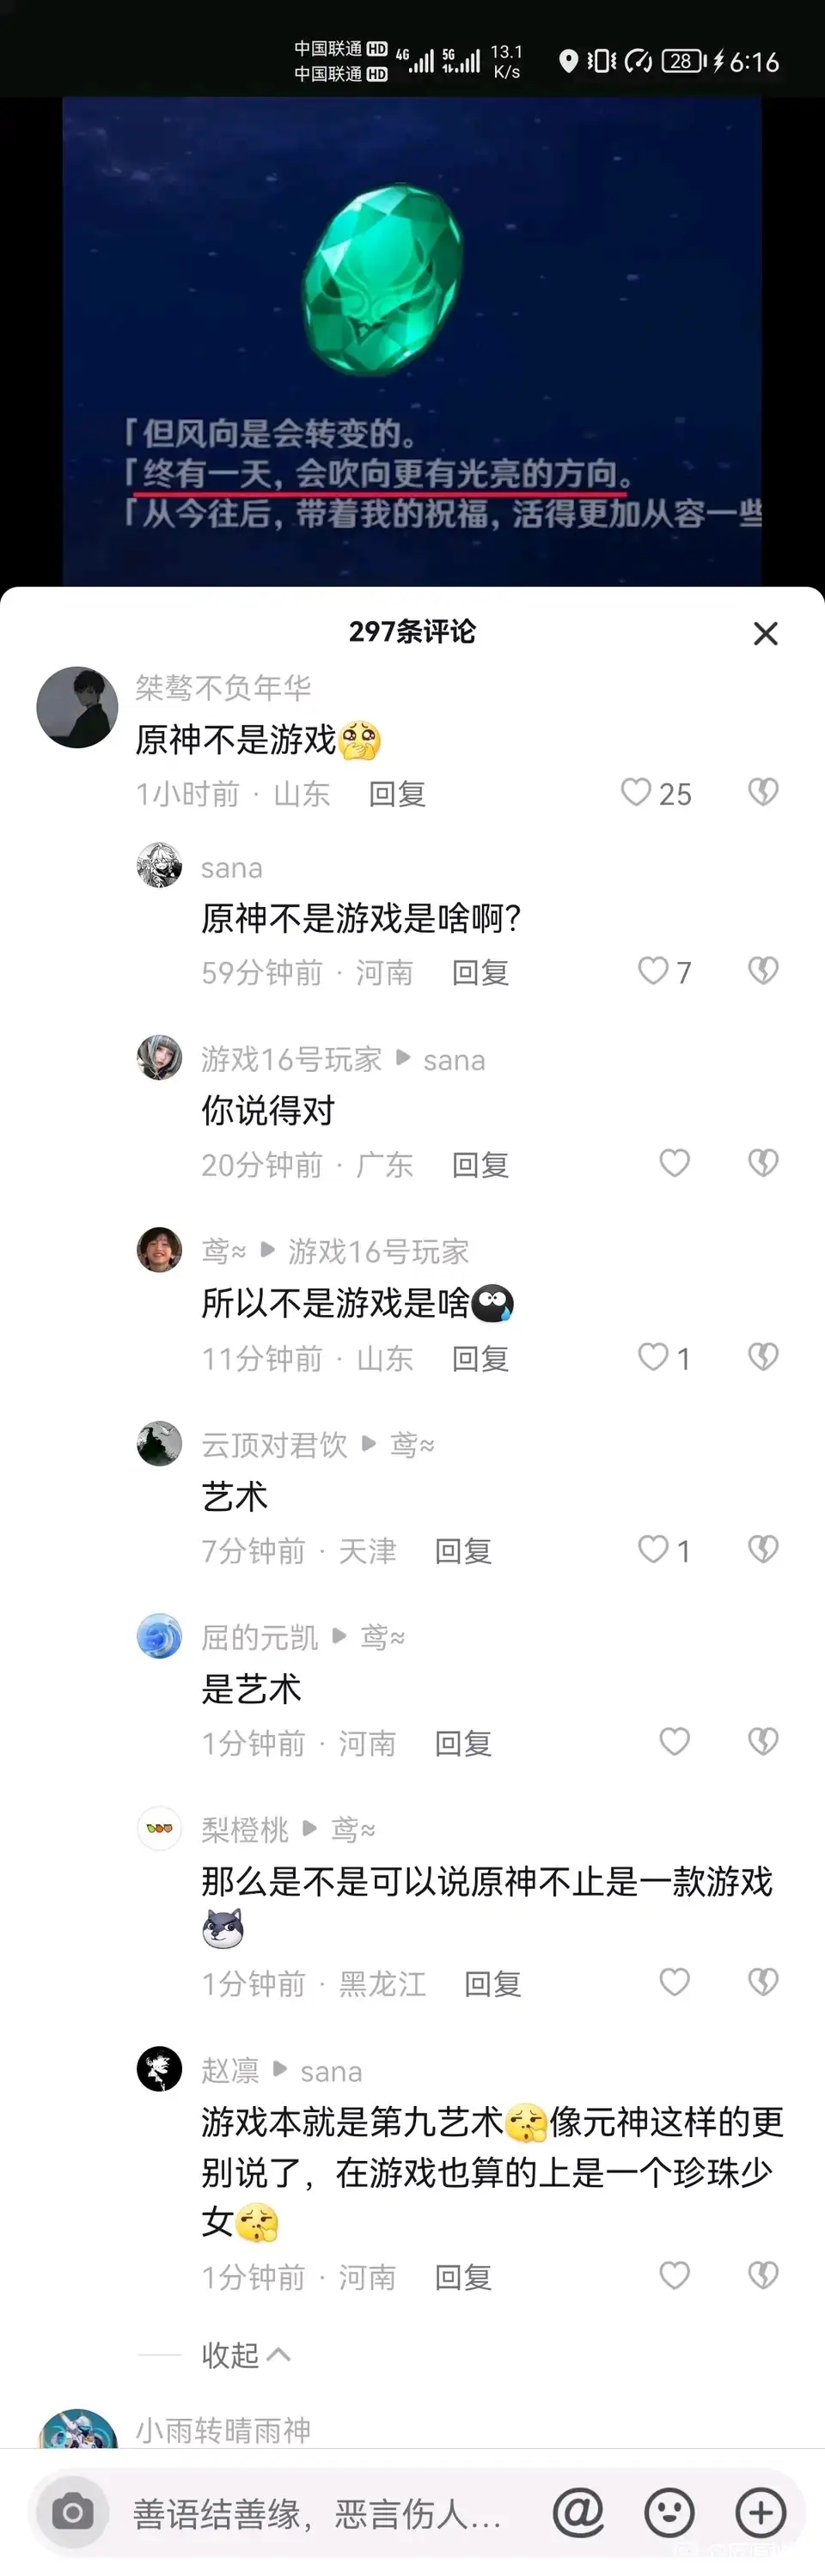 中国联通 HD 4G 5G 13.1 28 6:16
中国联通 HD K/s
「但风向是会转变的。
「终有一天，会吹向更有光亮的方向。
「从今往后，带着我的祝福，活得更加从容一些
297条评论
桀骜不负年华
原神不是游戏
1小时前 · 山东 回复 25
sana
原神不是游戏是啥啊？
59分钟前 · 河南 回复 7
游戏16号玩家 ▶ sana
你说得对
20分钟前 · 广东 回复
鸢≈ ▶ 游戏16号玩家
所以不是游戏是啥
11分钟前 · 山东 回复 1
云顶对君饮 ▶ 鸢≈
艺术
7分钟前 · 天津 回复 1
屈的元凯 ▶ 鸢≈
是艺术
1分钟前 · 河南 回复
梨橙桃 ▶ 鸢≈
那么是不是可以说原神不止是一款游戏
1分钟前 · 黑龙江 回复
赵凛 ▶ sana
游戏本就是第九艺术像元神这样的更
别说了，在游戏也算的上是一个珍珠少
女
1分钟前 · 河南 回复
收起
小雨转晴雨神
善语结善缘，恶言伤人... @